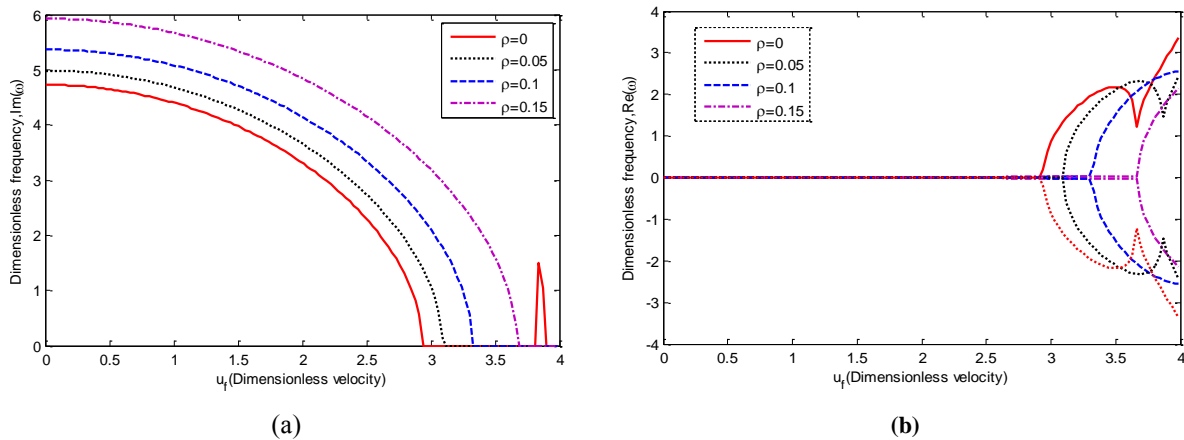 6
5
4
3
2
1
0
0
0.5
1
1.5
2
2.5
3
3.5
4
Dimensionless frequency,Im(ω)
u_f(Dimensionless velocity)
ρ=0
ρ=0.05
ρ=0.1
ρ=0.15
(a)
4
3
2
1
0
-1
-2
-3
-4
0
0.5
1
1.5
2
2.5
3
3.5
4
Dimensionless frequency,Re(ω)
u_f(Dimensionless velocity)
ρ=0
ρ=0.05
ρ=0.1
ρ=0.15
(b)